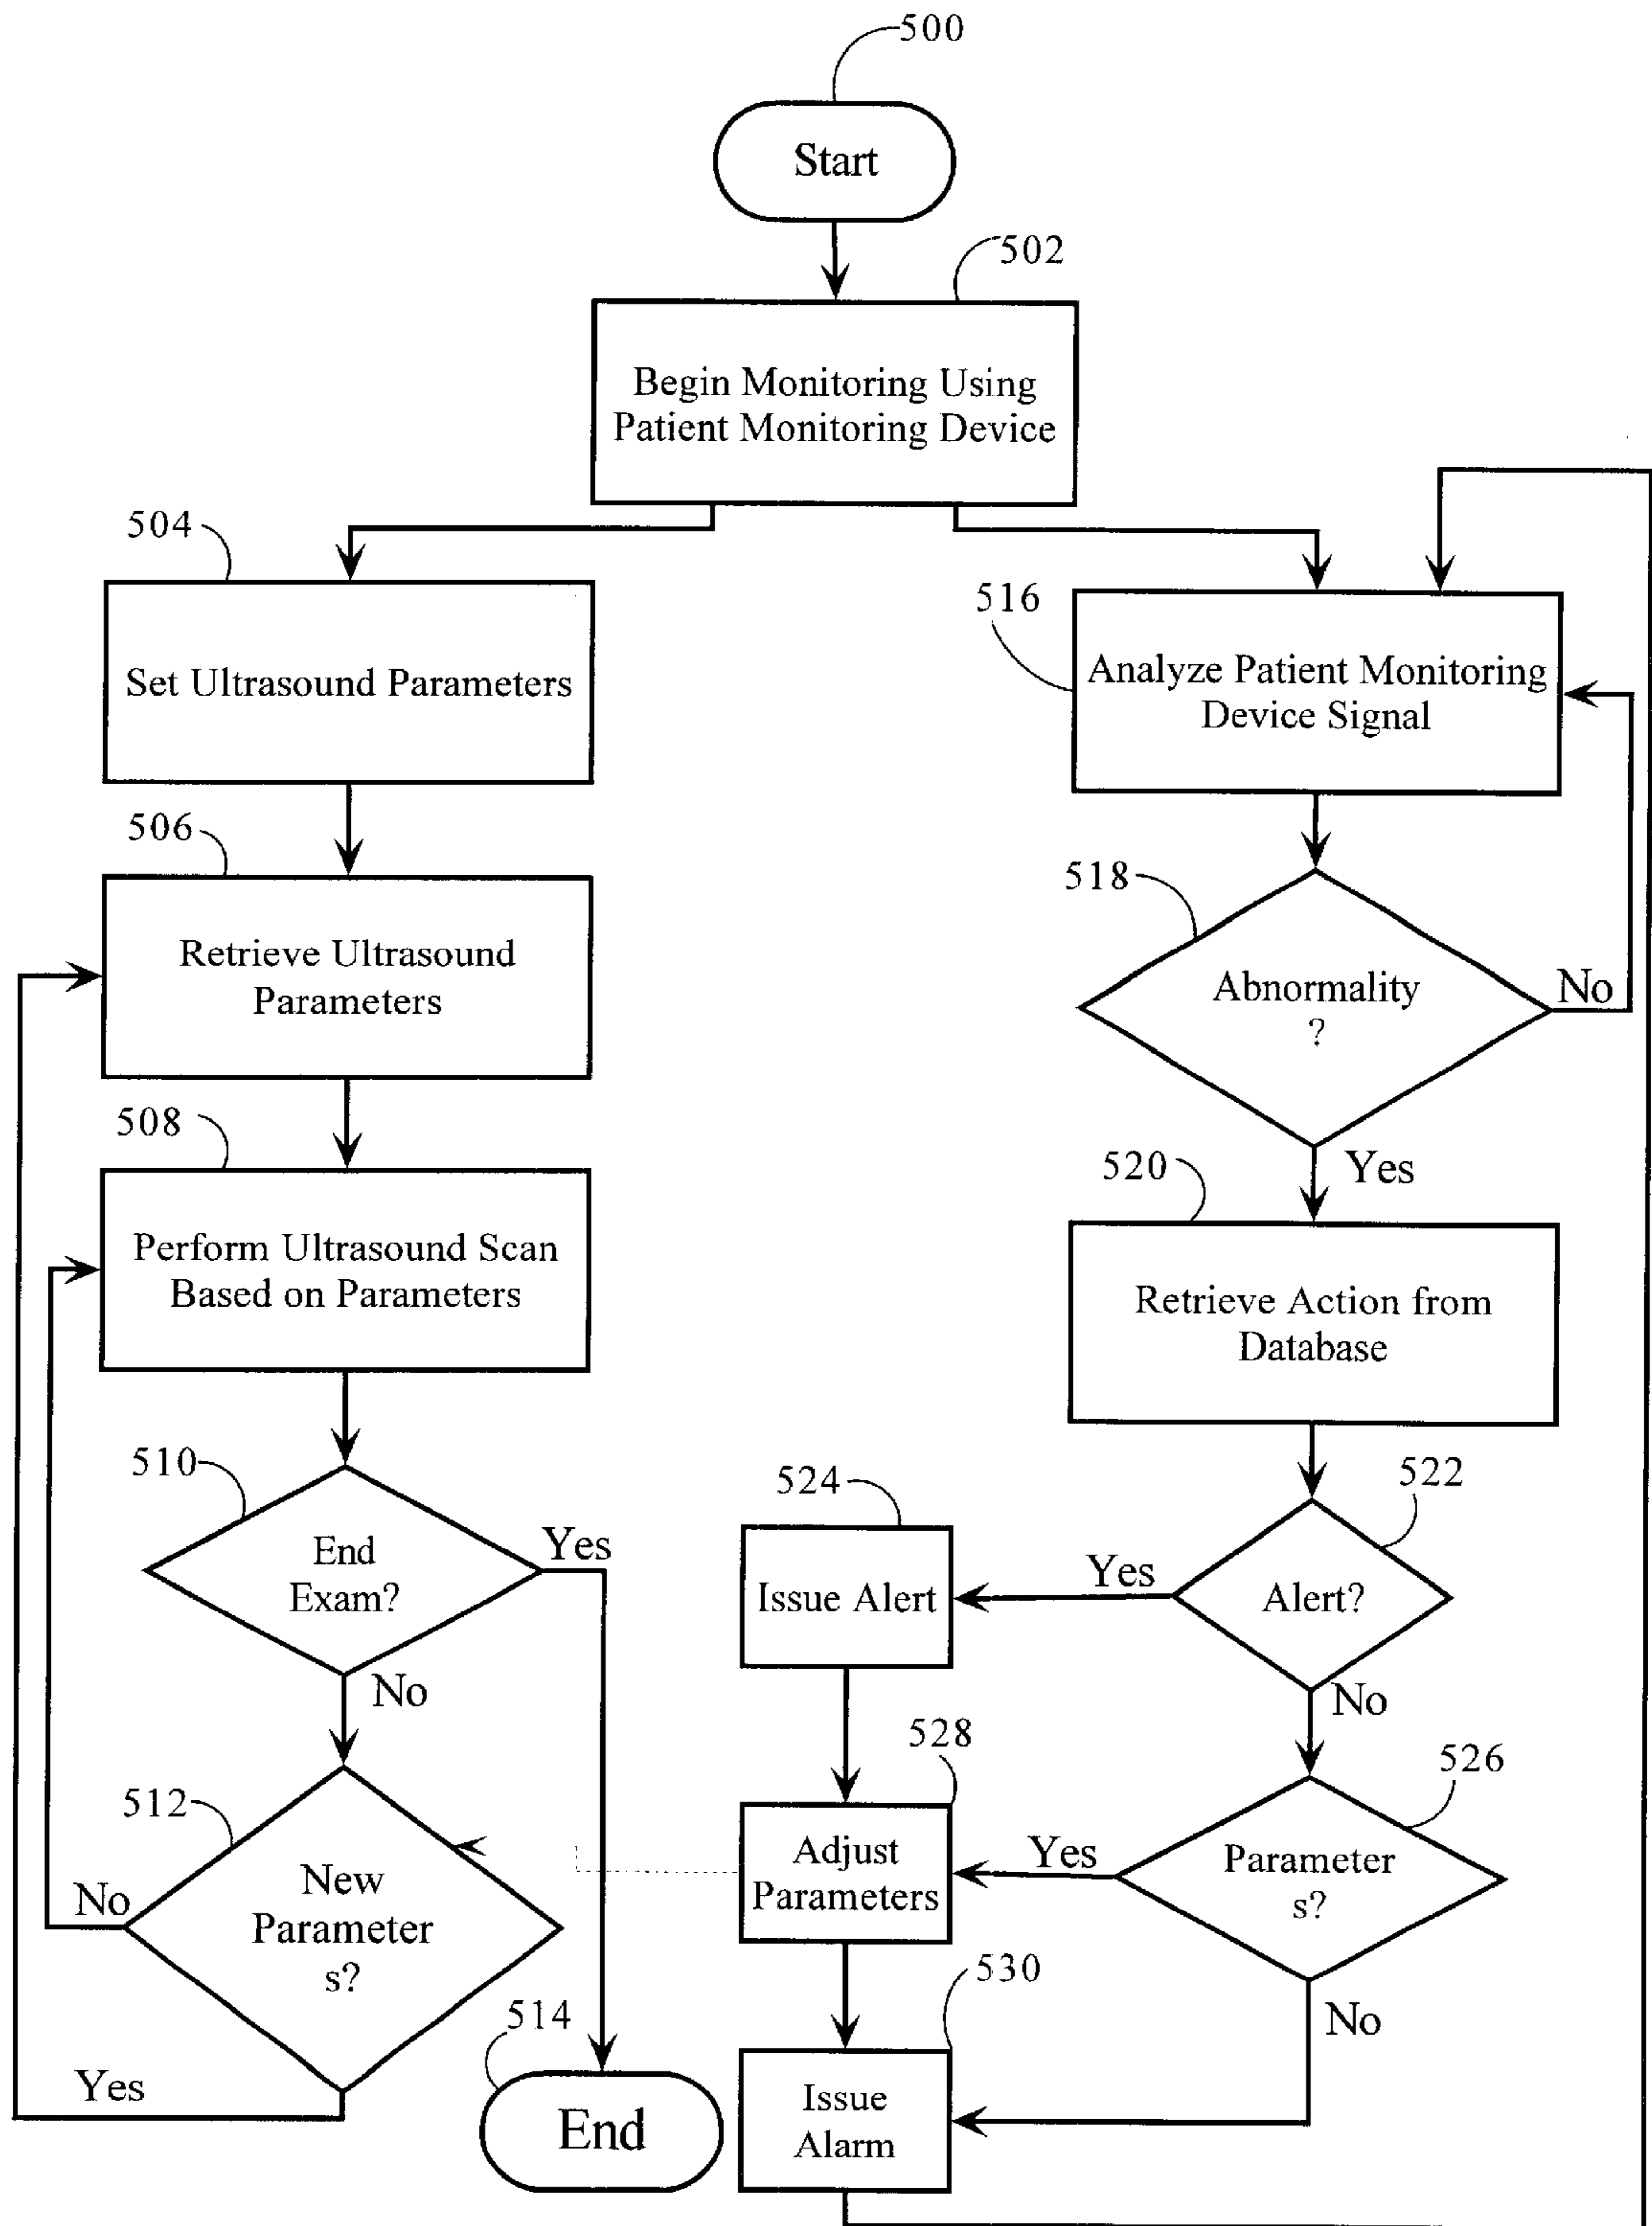 500
Start
502
Begin Monitoring Using
Patient Monitoring Device
504
Set Ultrasound Parameters
506
Retrieve Ultrasound
Parameters
508
Perform Ultrasound Scan
Based on Parameters
510
End
Exam?
Yes
No
512
New
Parameter
s?
No
Yes
514
End
516
Analyze Patient Monitoring
Device Signal
518
Abnormality
?
No
Yes
520
Retrieve Action from
Database
522
Alert?
Yes
No
524
Issue Alert
526
Parameter
s?
Yes
No
528
Adjust
Parameters
530
Issue
Alarm